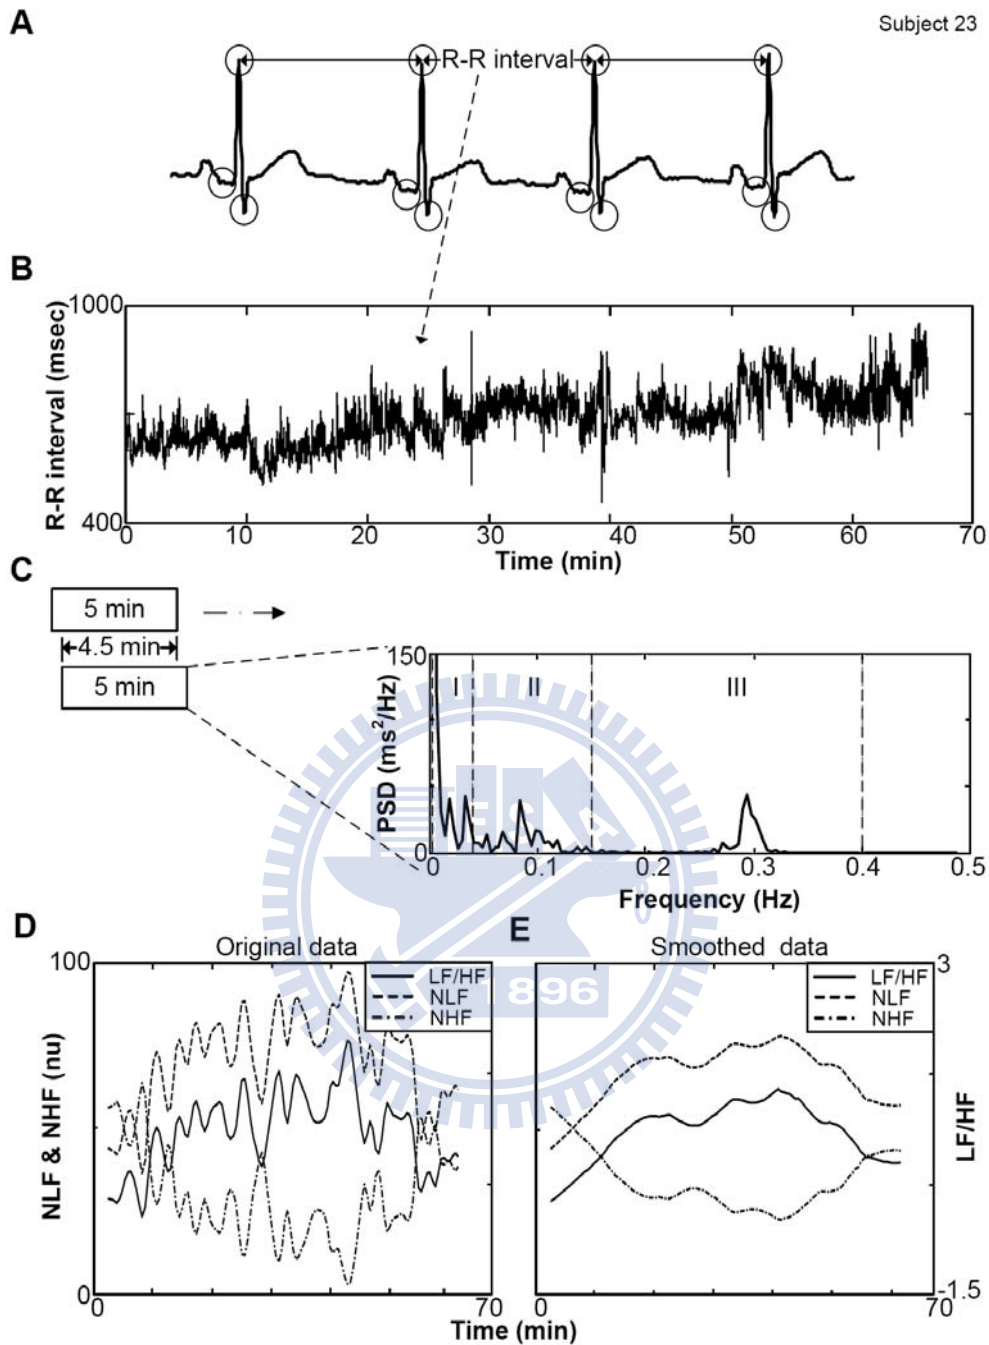 A
Subject 23
R-R interval
B
R-R interval (msec)
1000
400
0 10 20 30 40 50 60 70
Time (min)
C
5 min
4.5 min
5 min
PSD (ms²/Hz)
150
0
I II III
0 0.1 0.2 0.3 0.4 0.5
Frequency (Hz)
D
Original data
NLF & NHF (nu)
100
0
LF/HF
NLF
NHF
0 70
E
Smoothed data
LF/HF
NLF
NHF
3
-1.5
LF/HF
0 70
Time (min)
1896